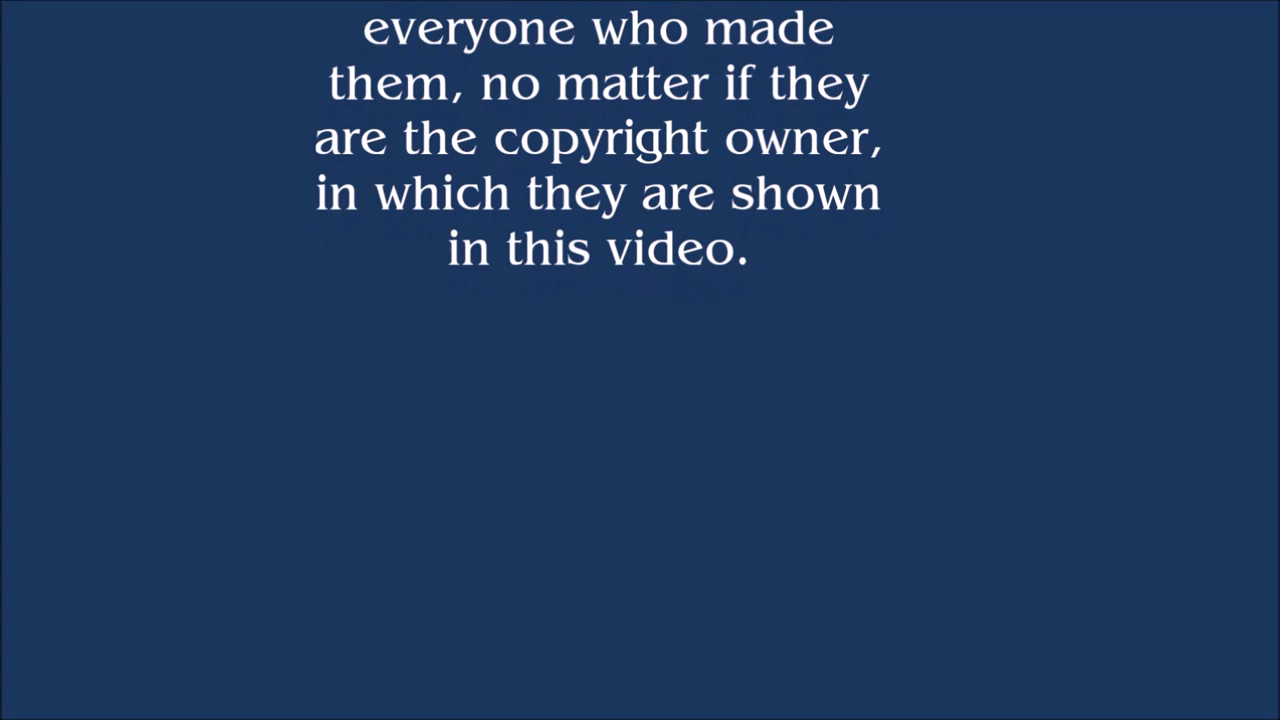 everyone who made
them, no matter if they
are the copyright owner,
in which they are shown
in this video.